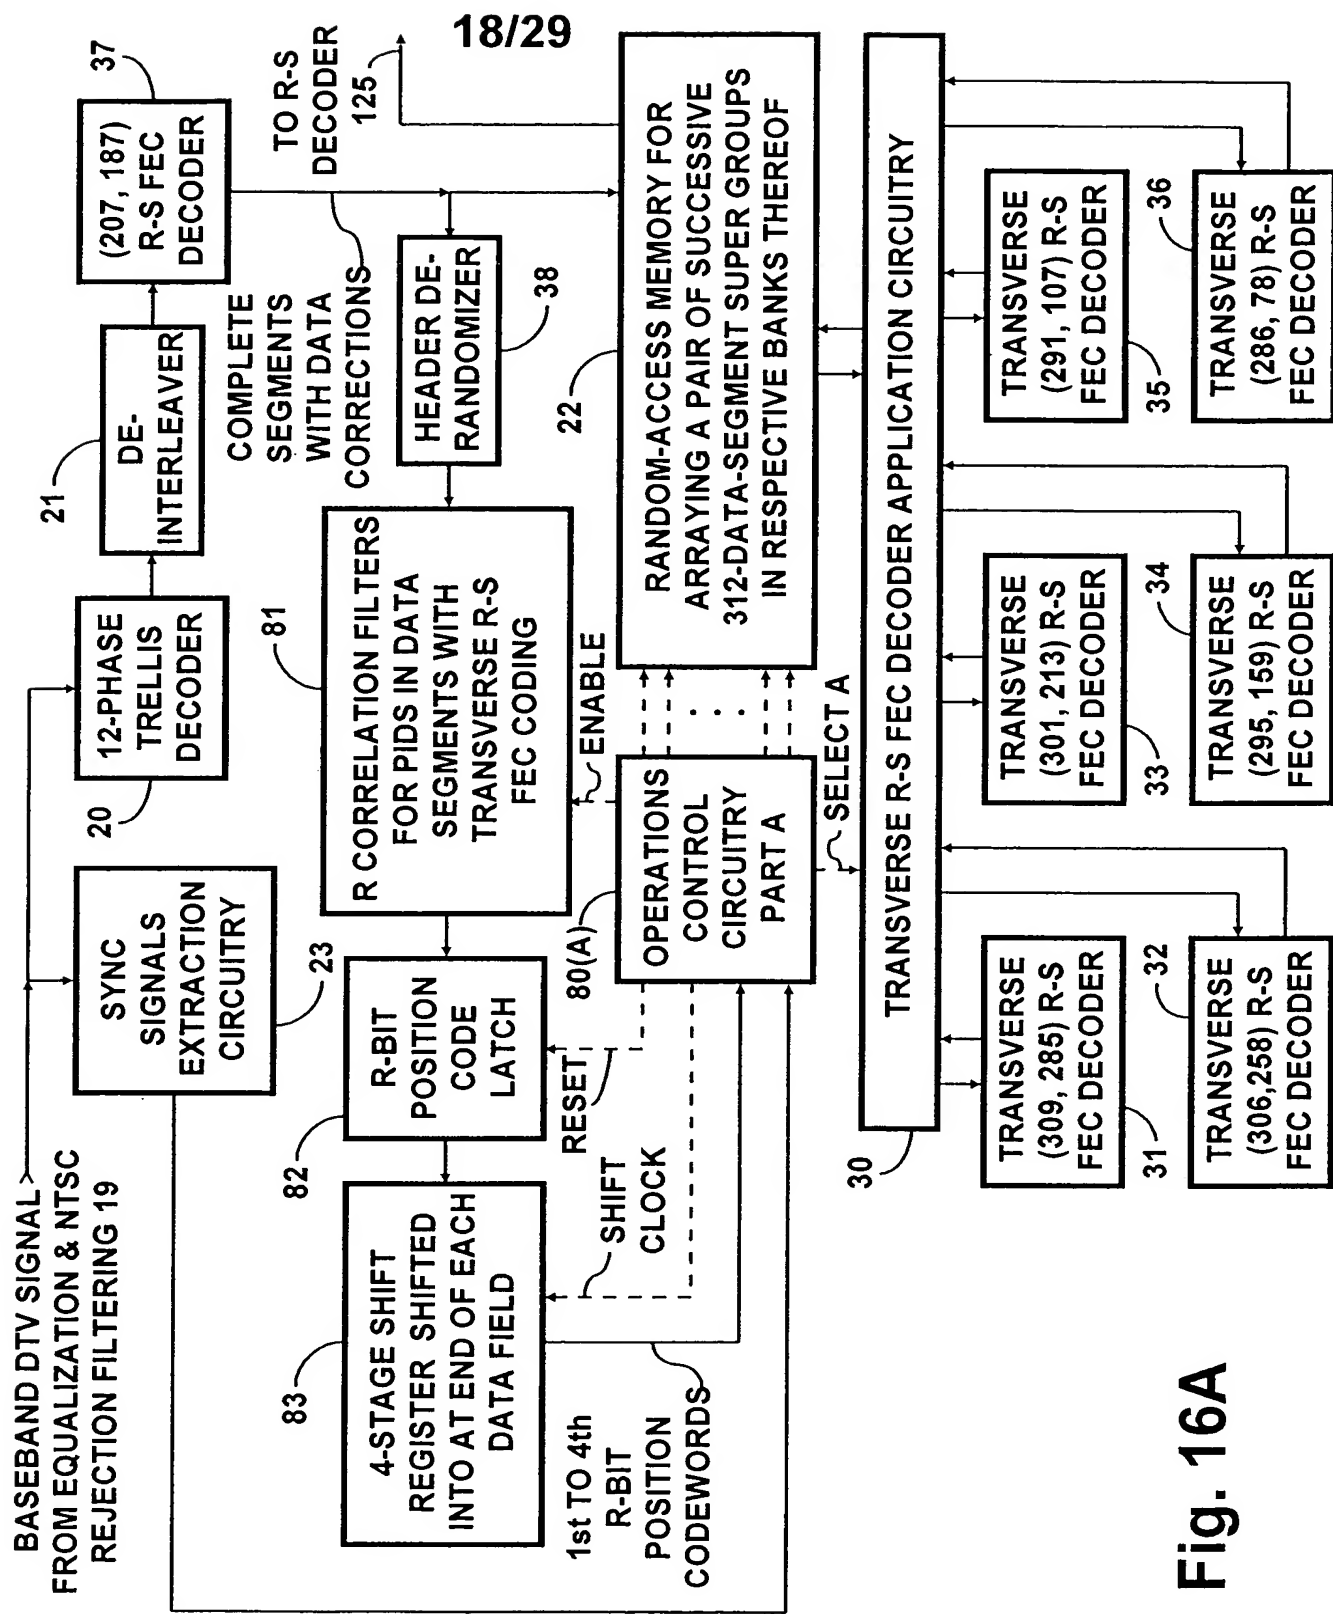 18/29
BASEBAND DTV SIGNAL
FROM EQUALIZATION & NTSC
REJECTION FILTERING 19
SYNC
SIGNALS
EXTRACTION
CIRCUITRY
23
12-PHASE
TRELLIS
DECODER
20
DE-
INTERLEAVER
21
(207, 187)
R-S FEC
DECODER
37
TO R-S
DECODER
125
COMPLETE
SEGMENTS
WITH DATA
CORRECTIONS
HEADER DE-
RANDOMIZER
38
R CORRELATION FILTERS
FOR PIDS IN DATA
SEGMENTS WITH
TRANSVERSE R-S
FEC CODING
81
R-BIT
POSITION
CODE
LATCH
82
4-STAGE SHIFT
REGISTER SHIFTED
INTO AT END OF EACH
DATA FIELD
83
1st TO 4th
R-BIT
POSITION
CODEWORDS
SHIFT
CLOCK
RESET
80(A)
ENABLE
OPERATIONS
CONTROL
CIRCUITRY
PART A
SELECT A
22
RANDOM-ACCESS MEMORY FOR
ARRAYING A PAIR OF SUCCESSIVE
312-DATA-SEGMENT SUPER GROUPS
IN RESPECTIVE BANKS THEREOF
TRANSVERSE R-S FEC DECODER APPLICATION CIRCUITRY
30
TRANSVERSE
(309, 285) R-S
FEC DECODER
31
TRANSVERSE
(306,258) R-S
FEC DECODER
32
TRANSVERSE
(301, 213) R-S
FEC DECODER
33
TRANSVERSE
(295, 159) R-S
FEC DECODER
34
TRANSVERSE
(291, 107) R-S
FEC DECODER
35
TRANSVERSE
(286, 78) R-S
FEC DECODER
36
Fig. 16A